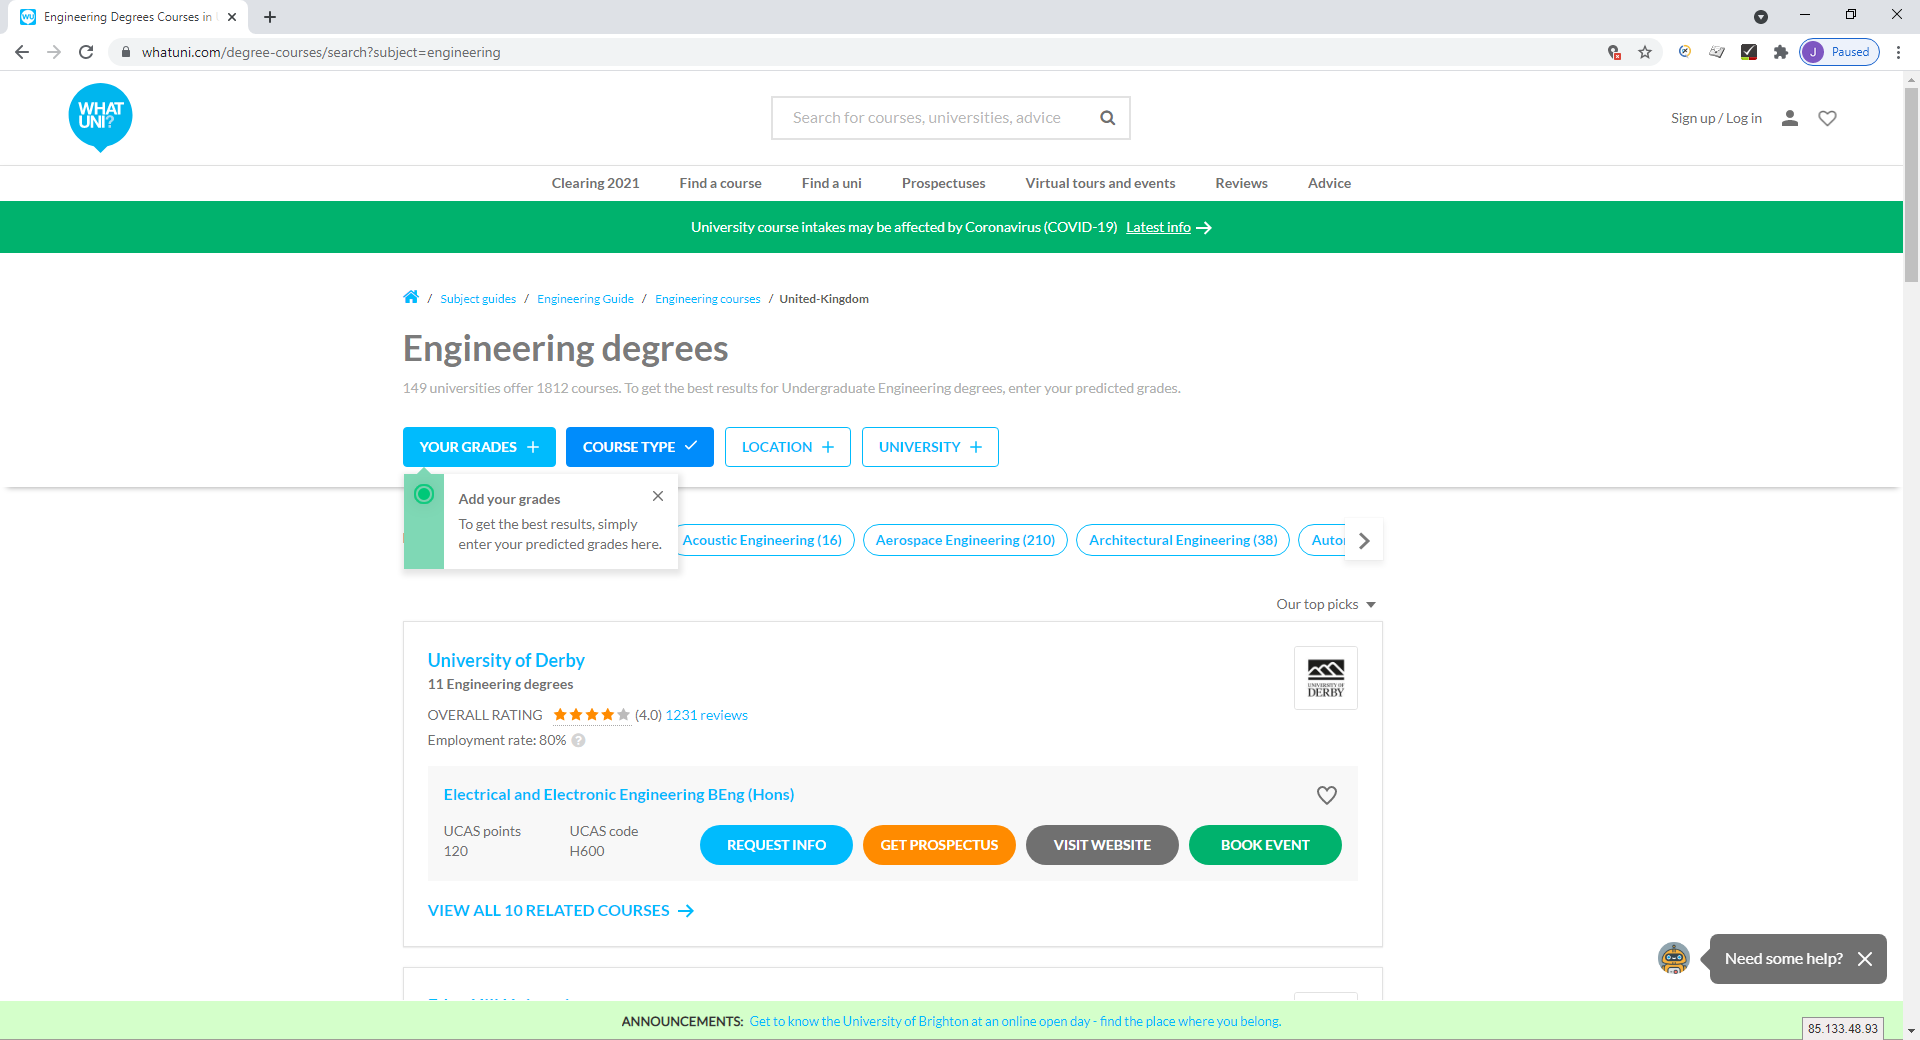 Engineering Degrees Courses in
whatuni.com/degree-courses/search?subject=engineering
J Paused
WHAT
UNI?
Search for courses, universities, advice
Sign up / Log in
Clearing 2021 Find a course Find a uni Prospectuses Virtual tours and events Reviews Advice
University course intakes may be affected by Coronavirus (COVID-19) Latest info
/ Subject guides / Engineering Guide / Engineering courses / United-Kingdom
Engineering degrees
149 universities offer 1812 courses. To get the best results for Undergraduate Engineering degrees, enter your predicted grades.
YOUR GRADES COURSE TYPE LOCATION UNIVERSITY
Add your grades
To get the best results, simply
enter your predicted grades here.
Acoustic Engineering (16) Aerospace Engineering (210) Architectural Engineering (38) Auto
Our top picks
University of Derby
11 Engineering degrees
UNIVERSITY OF
DERBY
OVERALL RATING (4.0) 1231 reviews
Employment rate: 80% ?
Electrical and Electronic Engineering BEng (Hons)
UCAS points UCAS code
120 H600
REQUEST INFO GET PROSPECTUS VISIT WEBSITE BOOK EVENT
VIEW ALL 10 RELATED COURSES
Need some help?
ANNOUNCEMENTS: Get to know the University of Brighton at an online open day - find the place where you belong.
85.133.48.93